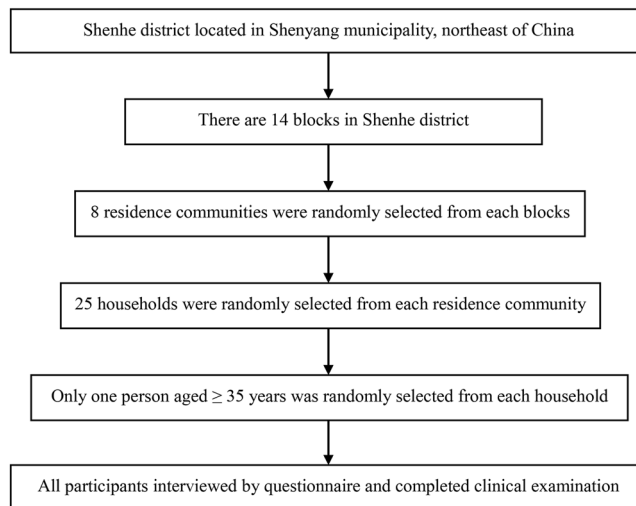 Shenhe district located in Shenyang municipality, northeast of China
There are 14 blocks in Shenhe district
8 residence communities were randomly selected from each blocks
25 households were randomly selected from each residence community
Only one person aged ≥ 35 years was randomly selected from each household
All participants interviewed by questionnaire and completed clinical examination